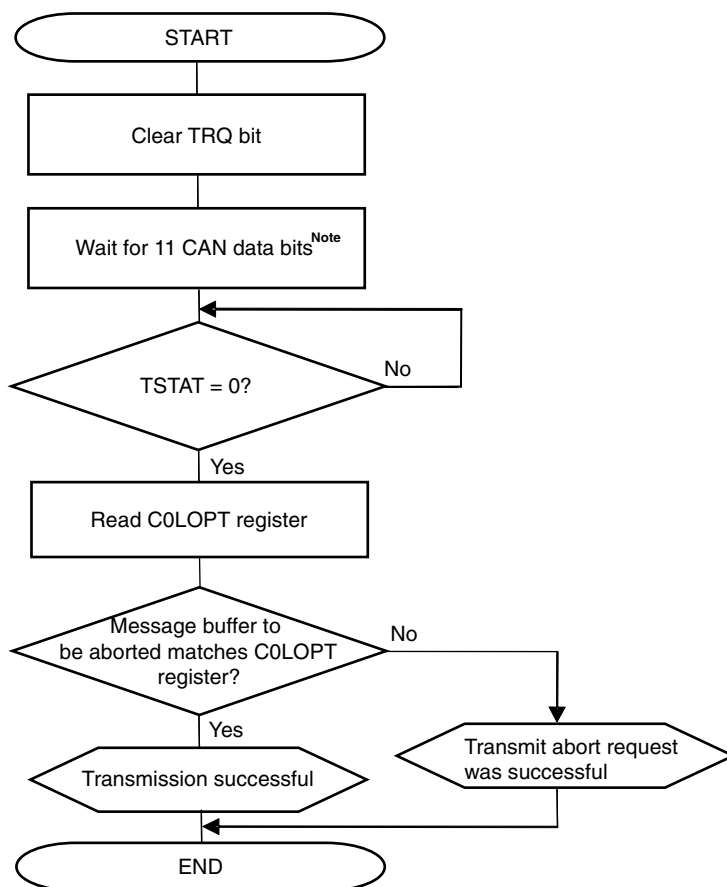 START
Clear TRQ bit
Wait for 11 CAN data bitsNote
TSTAT = 0?
No
Yes
Read C0LOPT register
Message buffer to
be aborted matches C0LOPT
register?
No
Yes
Transmission successful
Transmit abort request
was successful
END